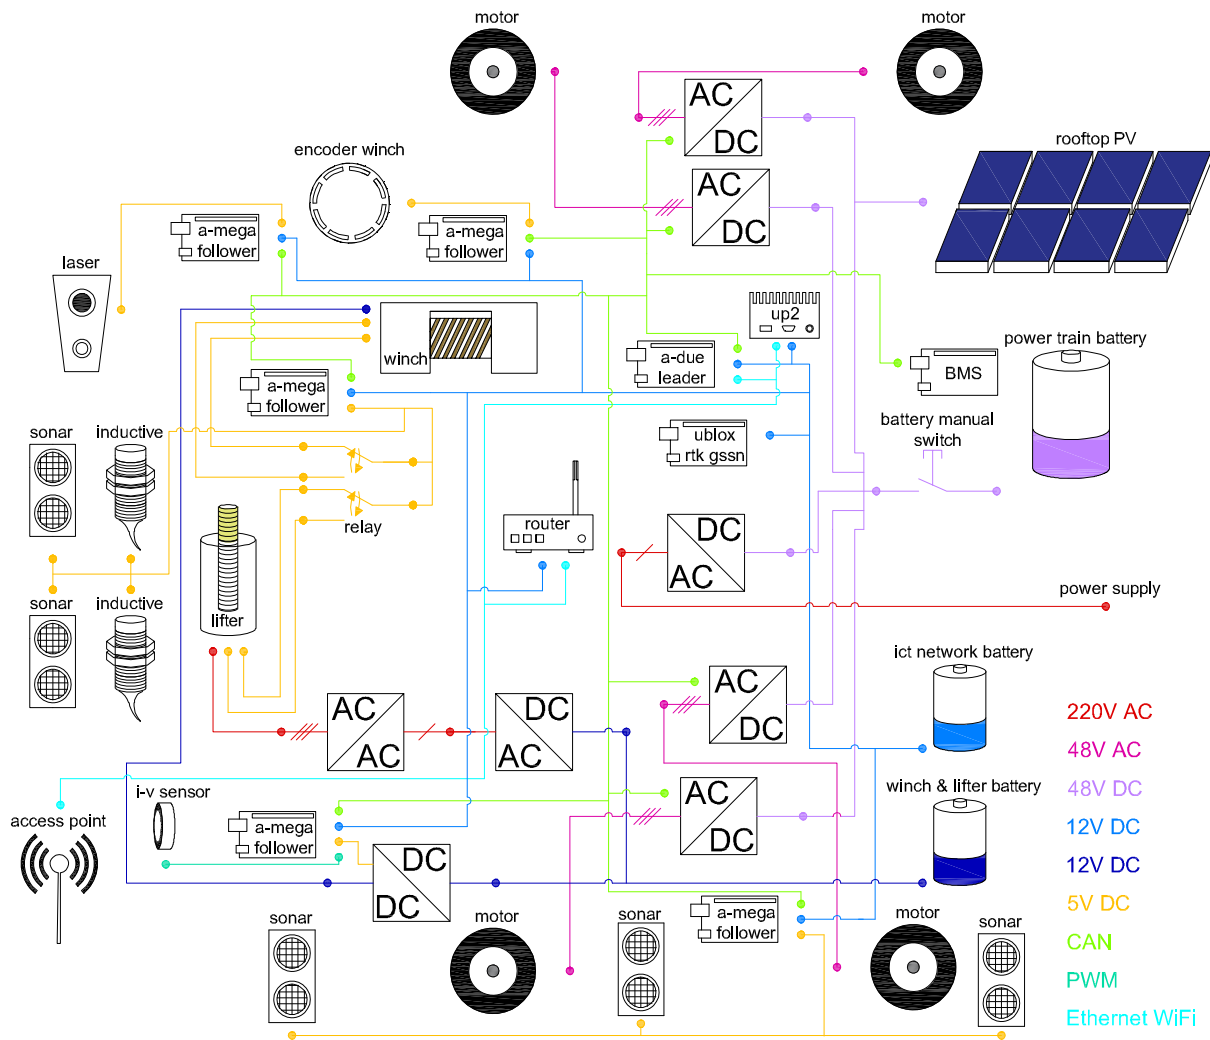 motor
motor
AC
DC
rooftop PV
encoder winch
AC
DC
a-mega
follower
a-mega
follower
laser
up2
winch
a-due
leader
power train battery
BMS
a-mega
follower
battery manual
switch
sonar
inductive
ublox
rtk gssn
relay
router
DC
AC
power supply
sonar
inductive
lifter
ict network battery
AC
DC
AC
AC
DC
AC
220V AC
48V AC
48V DC
12V DC
12V DC
5V DC
CAN
PWM
Ethernet WiFi
i-v sensor
winch & lifter battery
access point
a-mega
follower
AC
DC
DC
DC
sonar
motor
sonar
a-mega
follower
motor
sonar